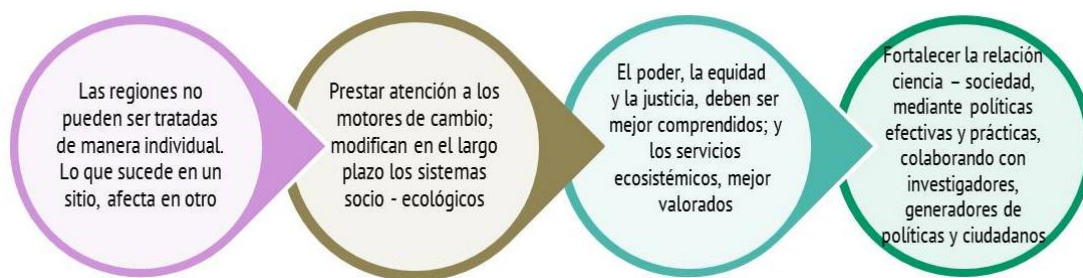 Las regiones no
pueden ser tratadas
de manera individual.
Lo que sucede en un
sitio, afecta en otro
Prestar atención a los
motores de cambio;
modifican en el largo
plazo los sistemas
socio - ecológicos
El poder, la equidad
y la justicia, deben ser
mejor comprendidos; y
los servicios
ecosistémicos, mejor
valorados
Fortalecer la relación
ciencia – sociedad,
mediante políticas
efectivas y prácticas,
colaborando con
investigadores,
generadores de
políticas y ciudadanos